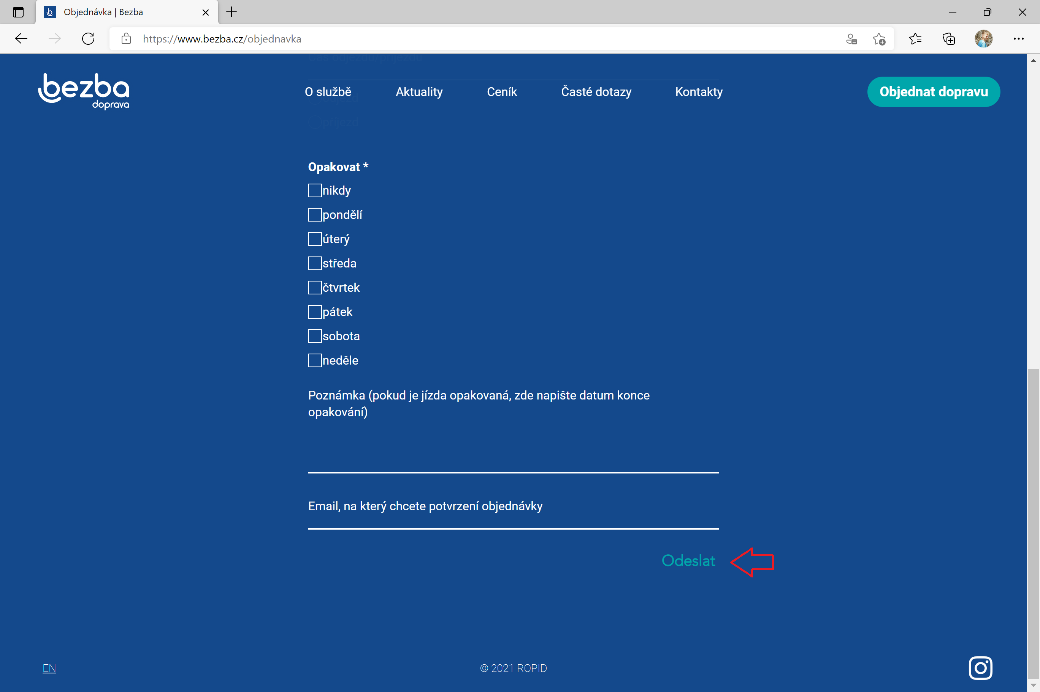 Objednávka | Bezba
https://www.bezba.cz/objednavka
bezba
doprava
O službě Aktuality Ceník Časté dotazy Kontakty Objednat dopravu
Opakovat *
nikdy
pondělí
úterý
středa
čtvrtek
pátek
sobota
neděle
Poznámka (pokud je jízda opakovaná, zde napište datum konce
opakování)
Email, na který chcete potvrzení objednávky
Odeslat
EN © 2021 ROPID